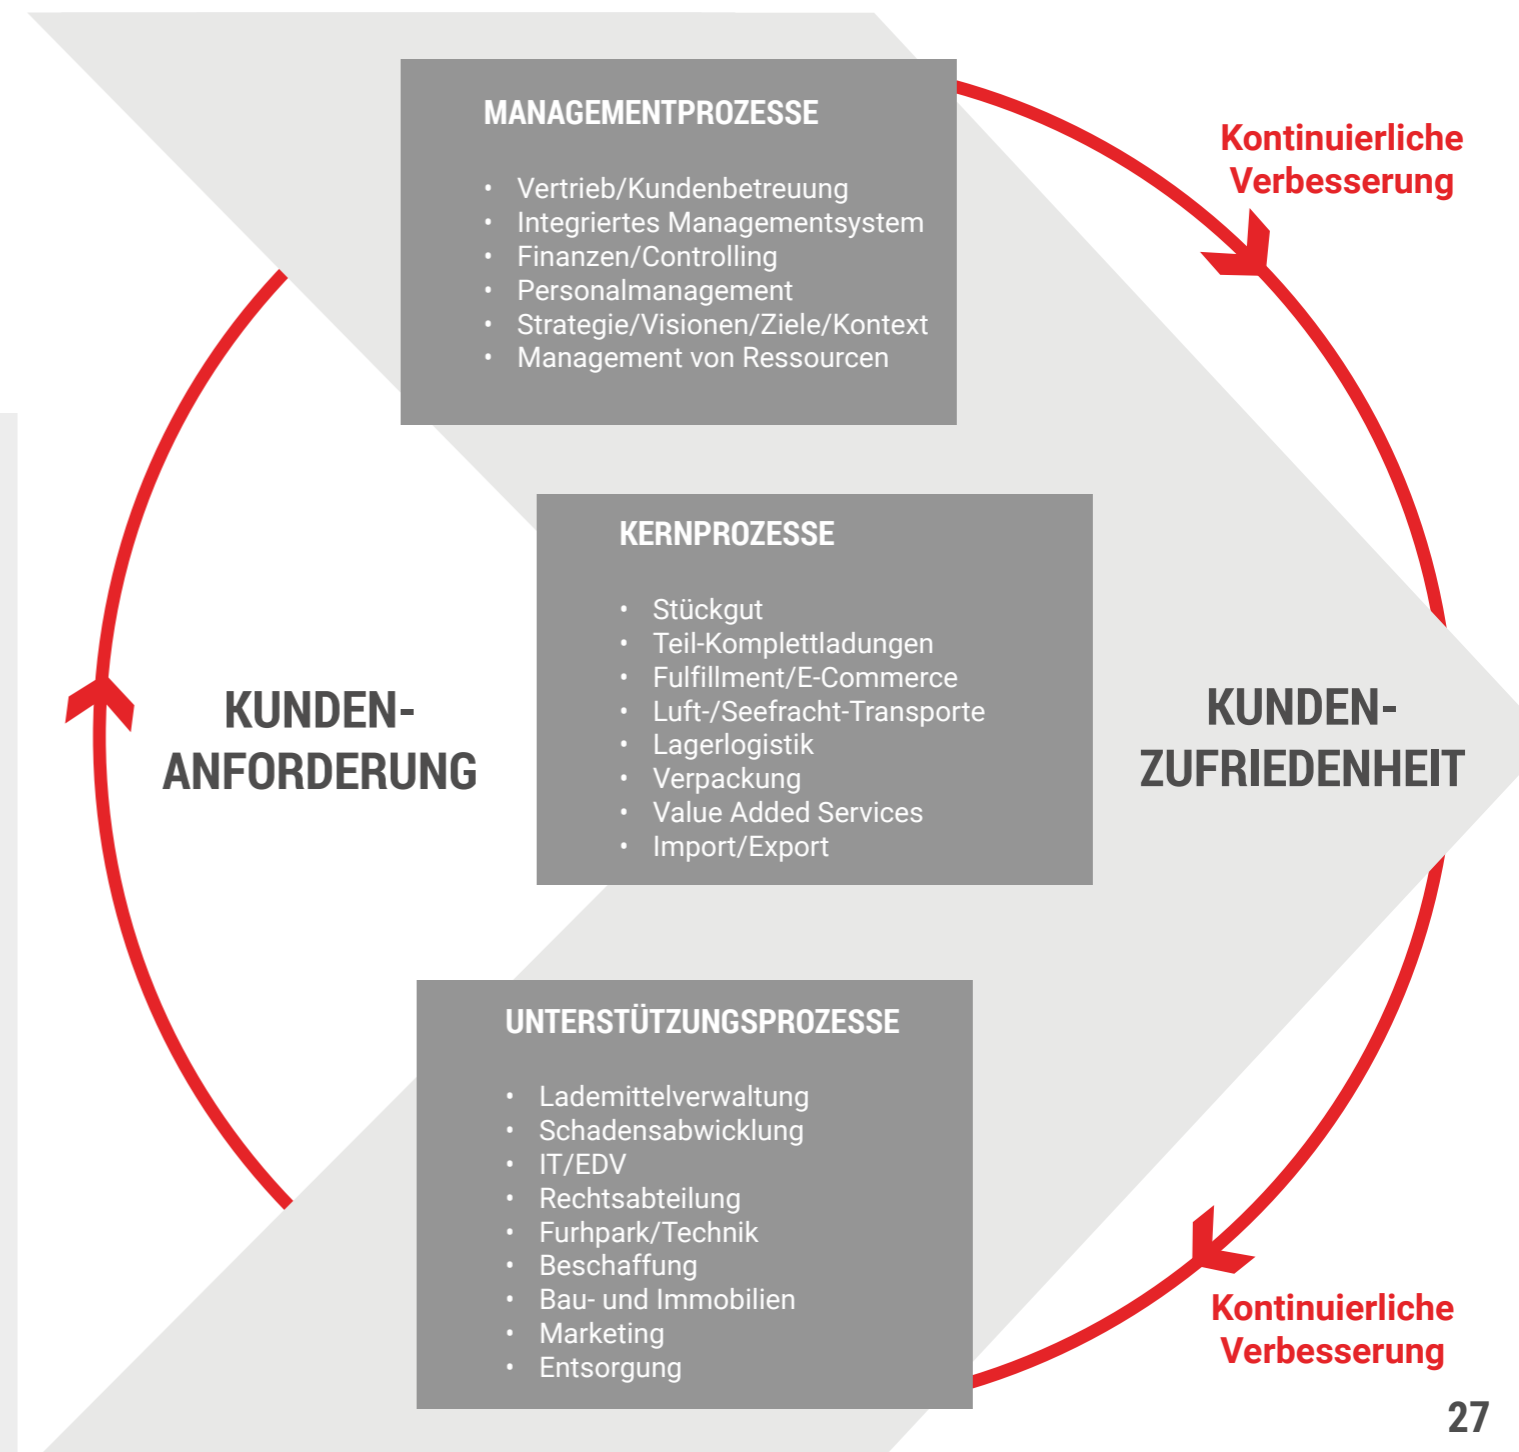 MANAGEMENTPROZESSE
• Vertrieb/Kundenbetreuung
• Integriertes Managementsystem
• Finanzen/Controlling
• Personalmanagement
• Strategie/Visionen/Ziele/Kontext
• Management von Ressourcen
Kontinuierliche
Verbesserung
KERNPROZESSE
• Stückgut
• Teil-Komplettladungen
• Fulfillment/E-Commerce
• Luft-/Seefracht-Transporte
• Lagerlogistik
• Verpackung
• Value Added Services
• Import/Export
KUNDEN-
ANFORDERUNG
KUNDEN-
ZUFRIEDENHEIT
UNTERSTÜTZUNGSPROZESSE
• Lademittelverwaltung
• Schadensabwicklung
• IT/EDV
• Rechtsabteilung
• Furhpark/Technik
• Beschaffung
• Bau- und Immobilien
• Marketing
• Entsorgung
Kontinuierliche
Verbesserung
27